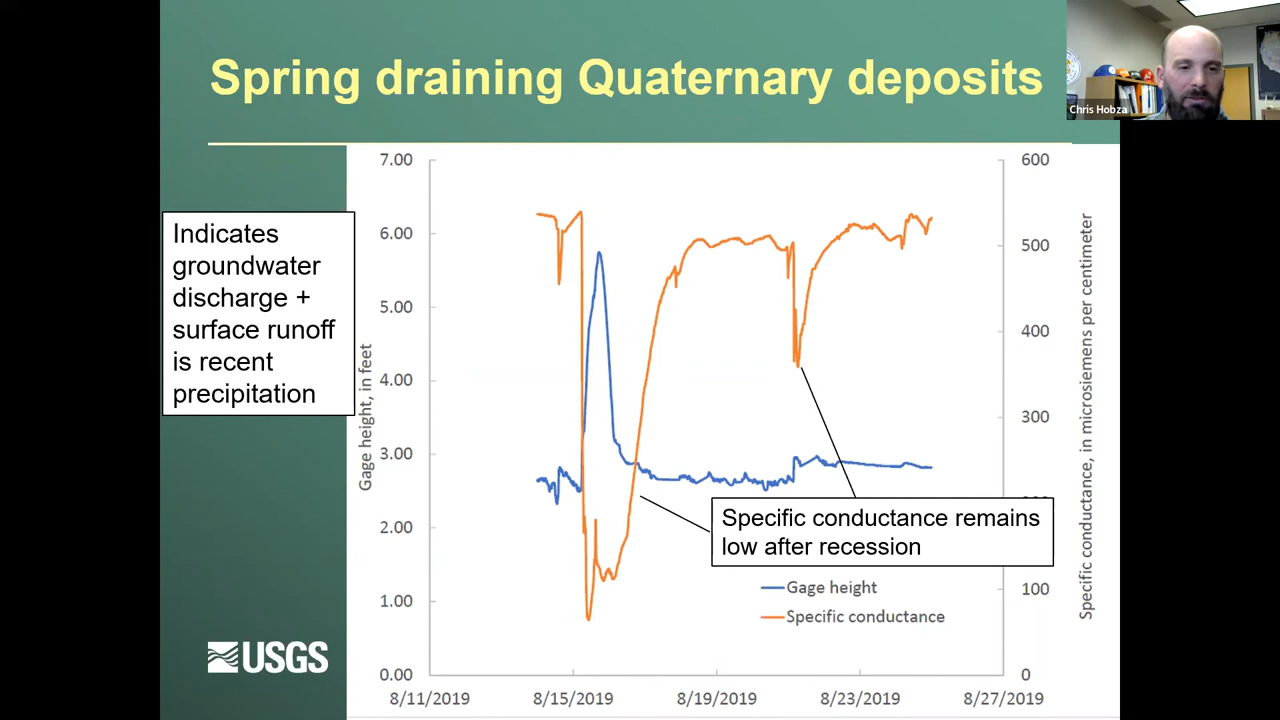 Spring draining Quaternary deposits
Chris Hobza
Indicates
groundwater
discharge +
surface runoff
is recent
precipitation
7.00
6.00
5.00
4.00
3.00
2.00
1.00
0.00
Gage height, in feet
600
500
400
300
100
0
Specific conductance, in microsiemens per centimeter
Specific conductance remains
low after recession
Gage height
Specific conductance
8/11/2019
8/15/2019
8/19/2019
8/23/2019
8/27/2019
USGS